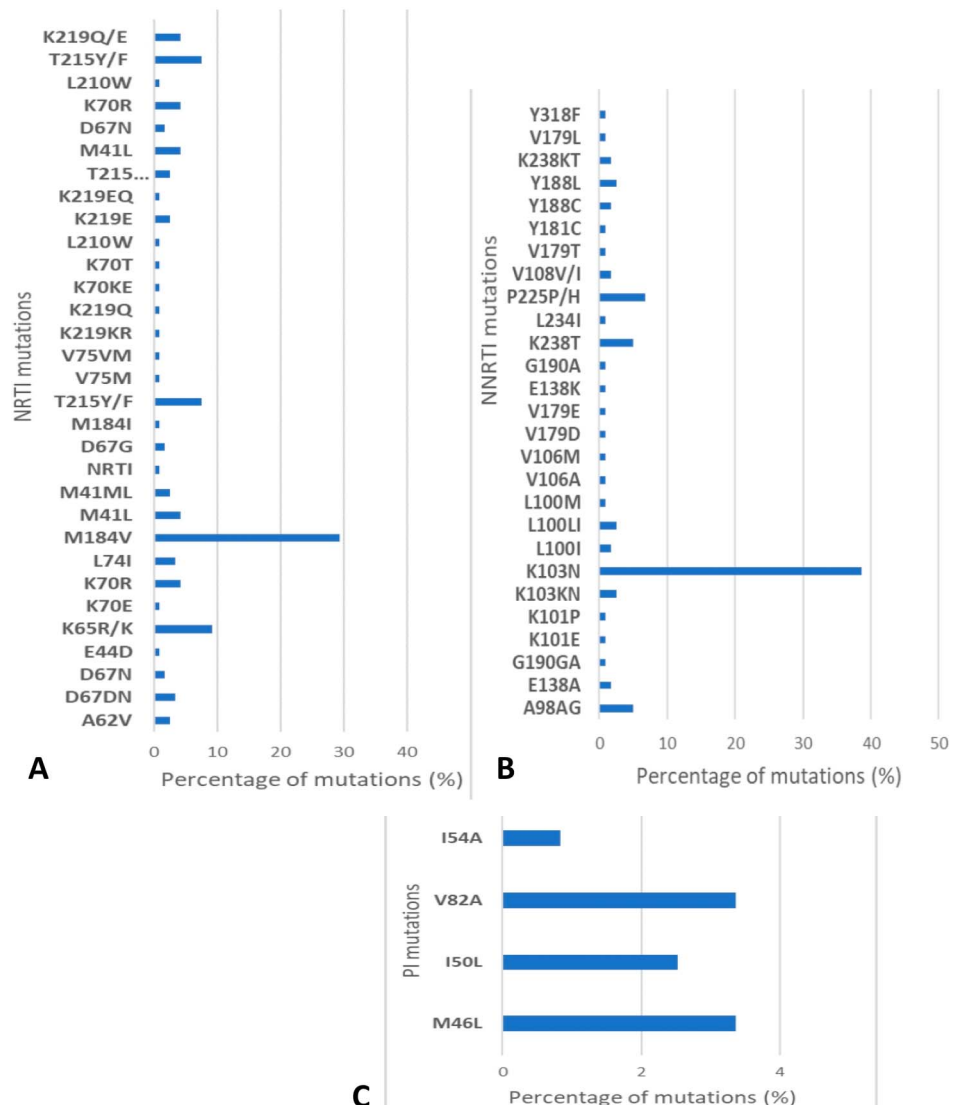 K219Q/E
T215Y/F
L210W
K70R
D67N
M41L
T215...
K219EQ
K219E
L210W
K70T
K70KE
K219Q
K219KR
V75VM
V75M
T215Y/F
M184I
D67G
NRTI
M41ML
M41L
M184V
L74I
K70R
K70E
K65R/K
E44D
D67N
D67DN
A62V
NRTI mutations
0 10 20 30 40
Percentage of mutations (%)
A
Y318F
V179L
K238KT
Y188L
Y188C
Y181C
V179T
V108V/I
P225P/H
L234I
K238T
G190A
E138K
V179E
V179D
V106M
V106A
L100M
L100LI
L100I
K103N
K103KN
K101P
K101E
G190GA
E138A
A98AG
NNRTI mutations
0 10 20 30 40 50
Percentage of mutations (%)
B
I54A
V82A
I50L
M46L
PI mutations
0 2 4
Percentage of mutations (%)
C